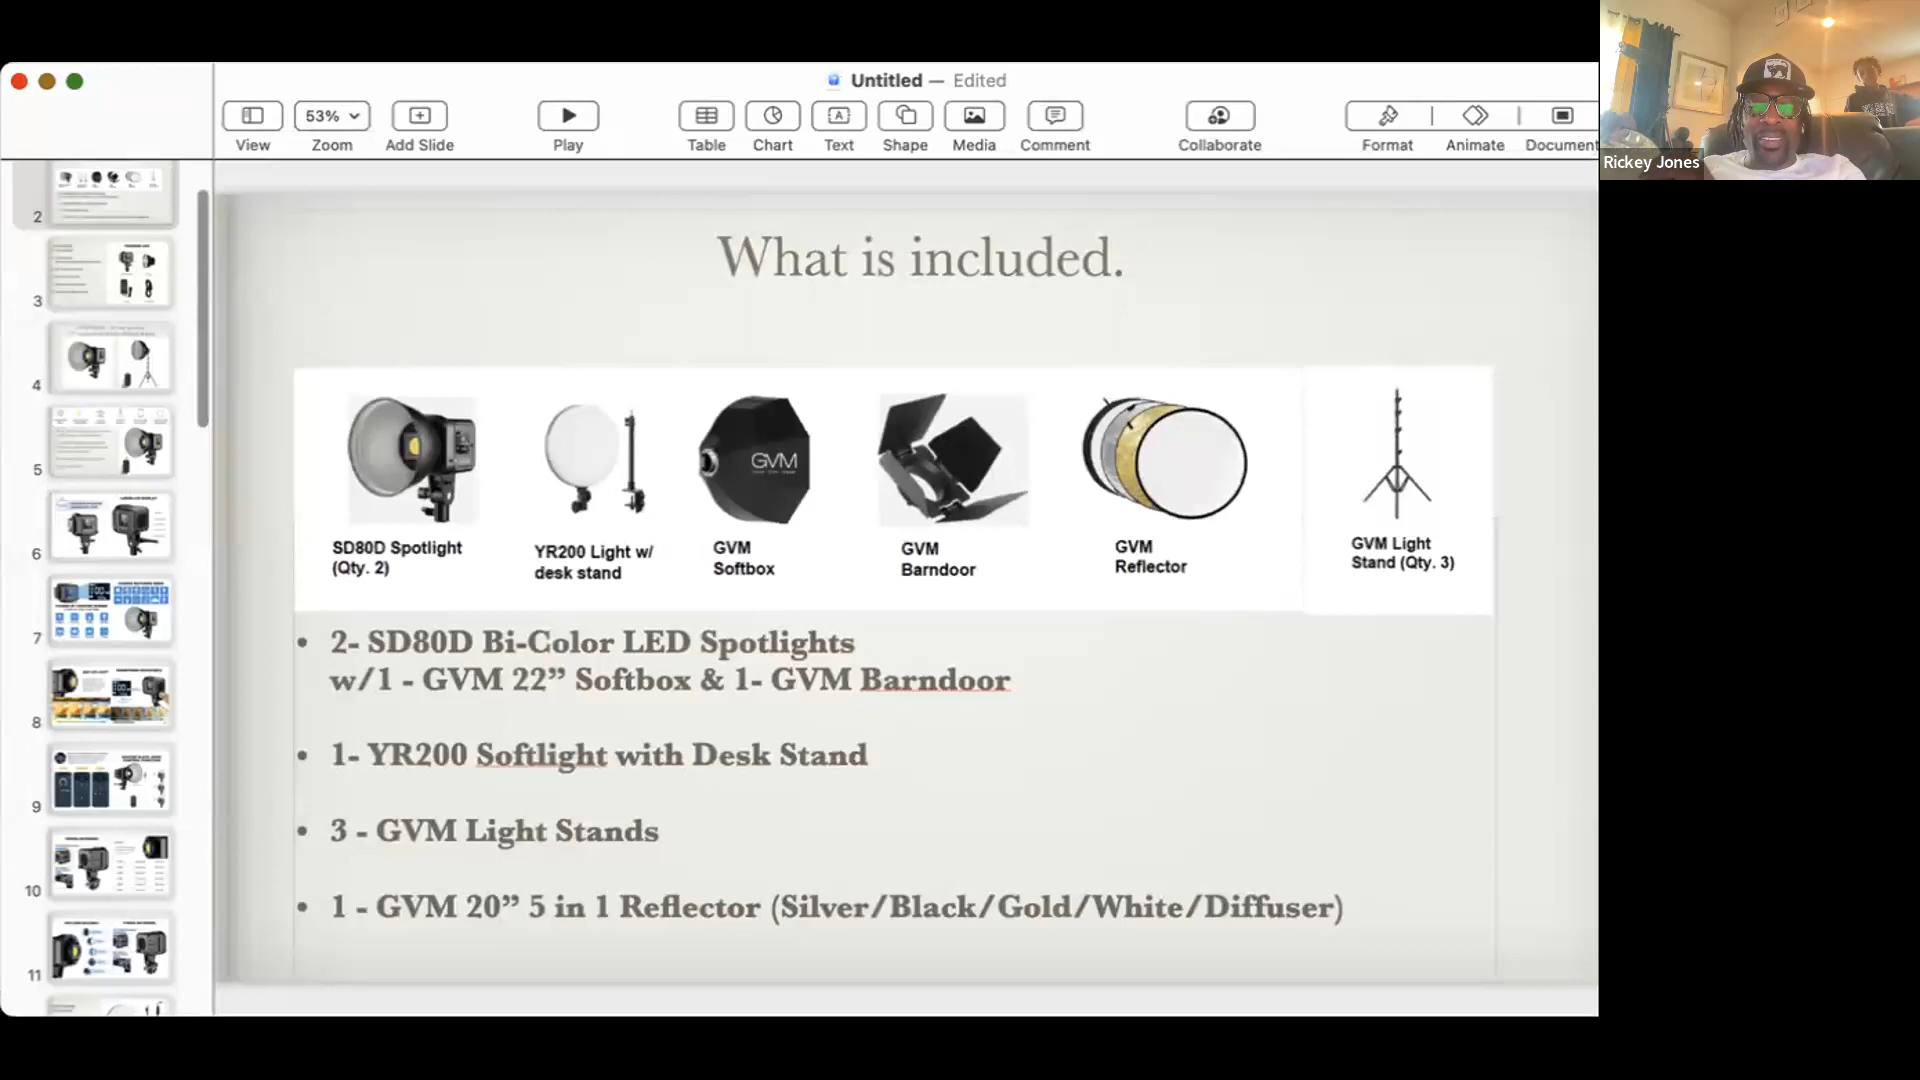 Untitled — Edited
53%
View
Zoom
Add Slide
Play
Table
Chart
Text
Shape
Media
Comment
Collaborate
Format
Animate
Document
Rickey Jones
2
3
4
5
6
7
8
9
10
11
What is included.
GVM
SD80D Spotlight
(Qty. 2)
YR200 Light w/
desk stand
GVM
Softbox
GVM
Barndoor
GVM
Reflector
GVM Light
Stand (Qty. 3)
• 2- SD80D Bi-Color LED Spotlights
w/1 - GVM 22” Softbox & 1- GVM Barndoor
• 1- YR200 Softlight with Desk Stand
• 3 - GVM Light Stands
• 1 - GVM 20” 5 in 1 Reflector (Silver/Black/Gold/White/Diffuser)